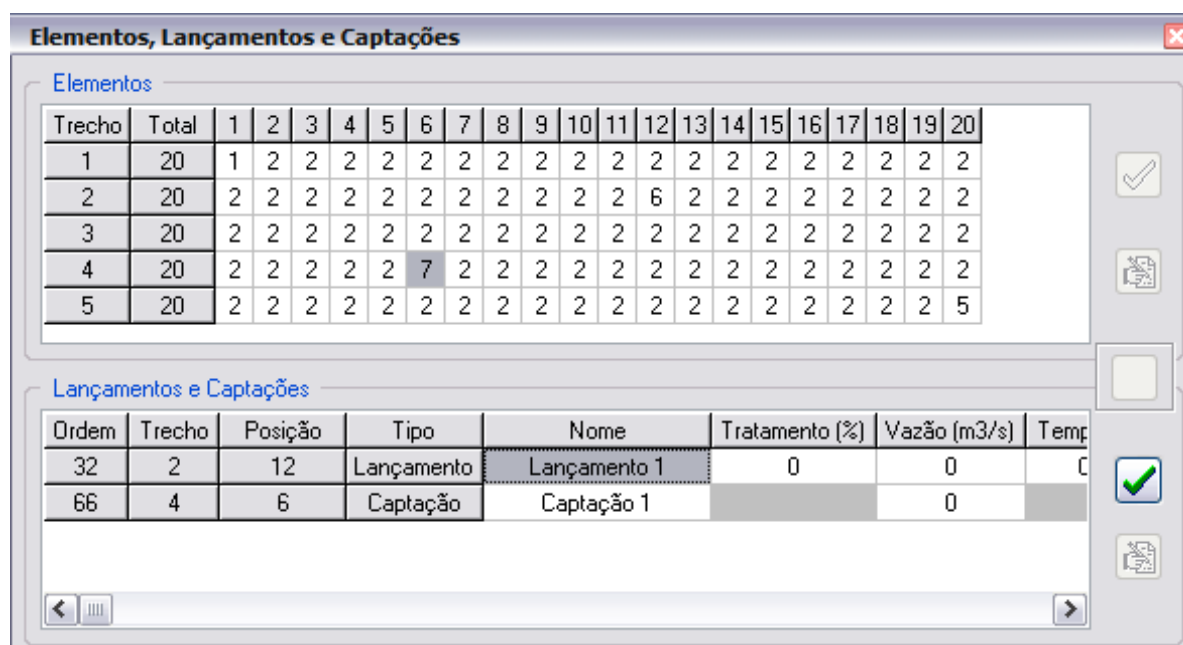 Elementos, Lançamentos e Captações
Elementos
Trecho Total 1 2 3 4 5 6 7 8 9 10 11 12 13 14 15 16 17 18 19 20
1 20 1 2 2 2 2 2 2 2 2 2 2 2 2 2 2 2 2 2 2 2
2 20 2 2 2 2 2 2 2 2 2 2 2 6 2 2 2 2 2 2 2 2
3 20 2 2 2 2 2 2 2 2 2 2 2 2 2 2 2 2 2 2 2 2
4 20 2 2 2 2 2 7 2 2 2 2 2 2 2 2 2 2 2 2 2 2
5 20 2 2 2 2 2 2 2 2 2 2 2 2 2 2 2 2 2 2 2 5
Lançamentos e Captações
Ordem Trecho Posição Tipo Nome Tratamento (%) Vazão (m3/s) Temp
32 2 12 Lançamento Lançamento 1 0 0 0
66 4 6 Captação Captação 1 0